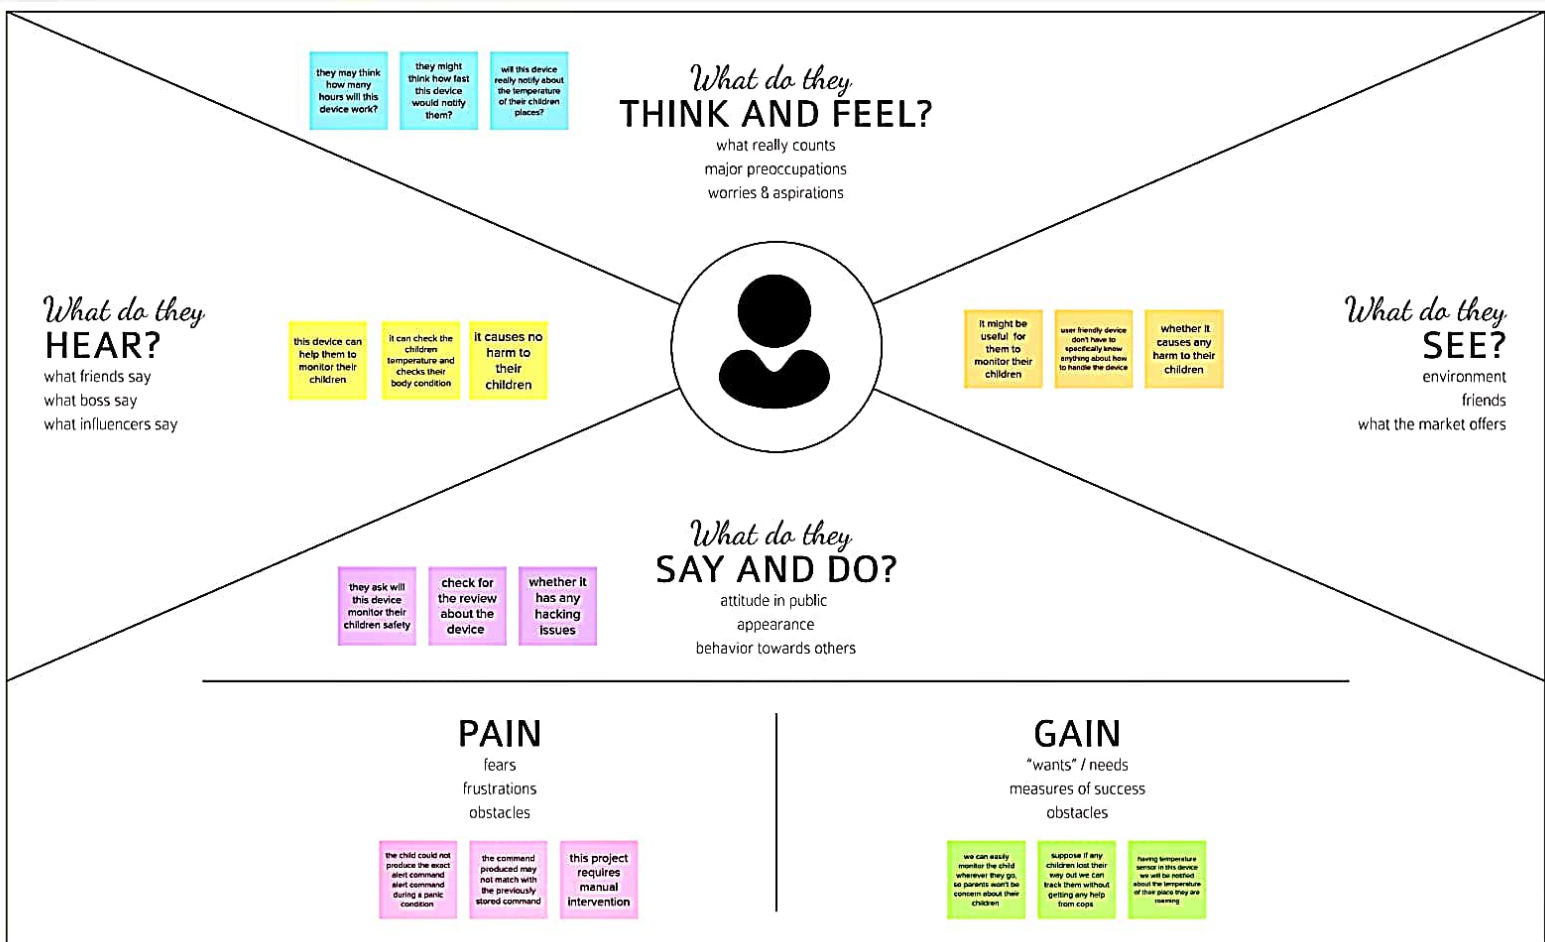 they may think
how many
hours will this
device work?
they might
think how fast
this device
would notify
them?
will this device
really notify about
the temperature
of their children
places?
What do they
THINK AND FEEL?
what really counts
major preoccupations
worries & aspirations
What do they
HEAR?
what friends say
what boss say
what influencers say
this device can
help them to
monitor their
children
it can check the
children
temperature and
checks their
body condition
it causes no
harm to
their
children
it might be
useful for
them to
monitor their
children
user friendly device
don't have to
specifically know
anything about how
to handle the device
whether it
causes any
harm to their
children
What do they
SEE?
environment
friends
what the market offers
What do they
SAY AND DO?
attitude in public
appearance
behavior towards others
they ask will
this device
monitor their
children safety
check for
the review
about the
device
whether it
has any
hacking
issues
PAIN
fears
frustrations
obstacles
the child could not
produce the exact
alert command
alert command
during a panic
condition
the command
produced may
not match with
the previously
stored command
this project
requires
manual
intervention
GAIN
"wants" / needs
measures of success
obstacles
we can easily
monitor the child
wherever they go,
so parents won't be
concern about their
children
suppose if any
children lost their
way out we can
track them without
getting any help
from cops
having temperature
sensor in this device
we will be notified
about the temperature
of their place they are
roaming